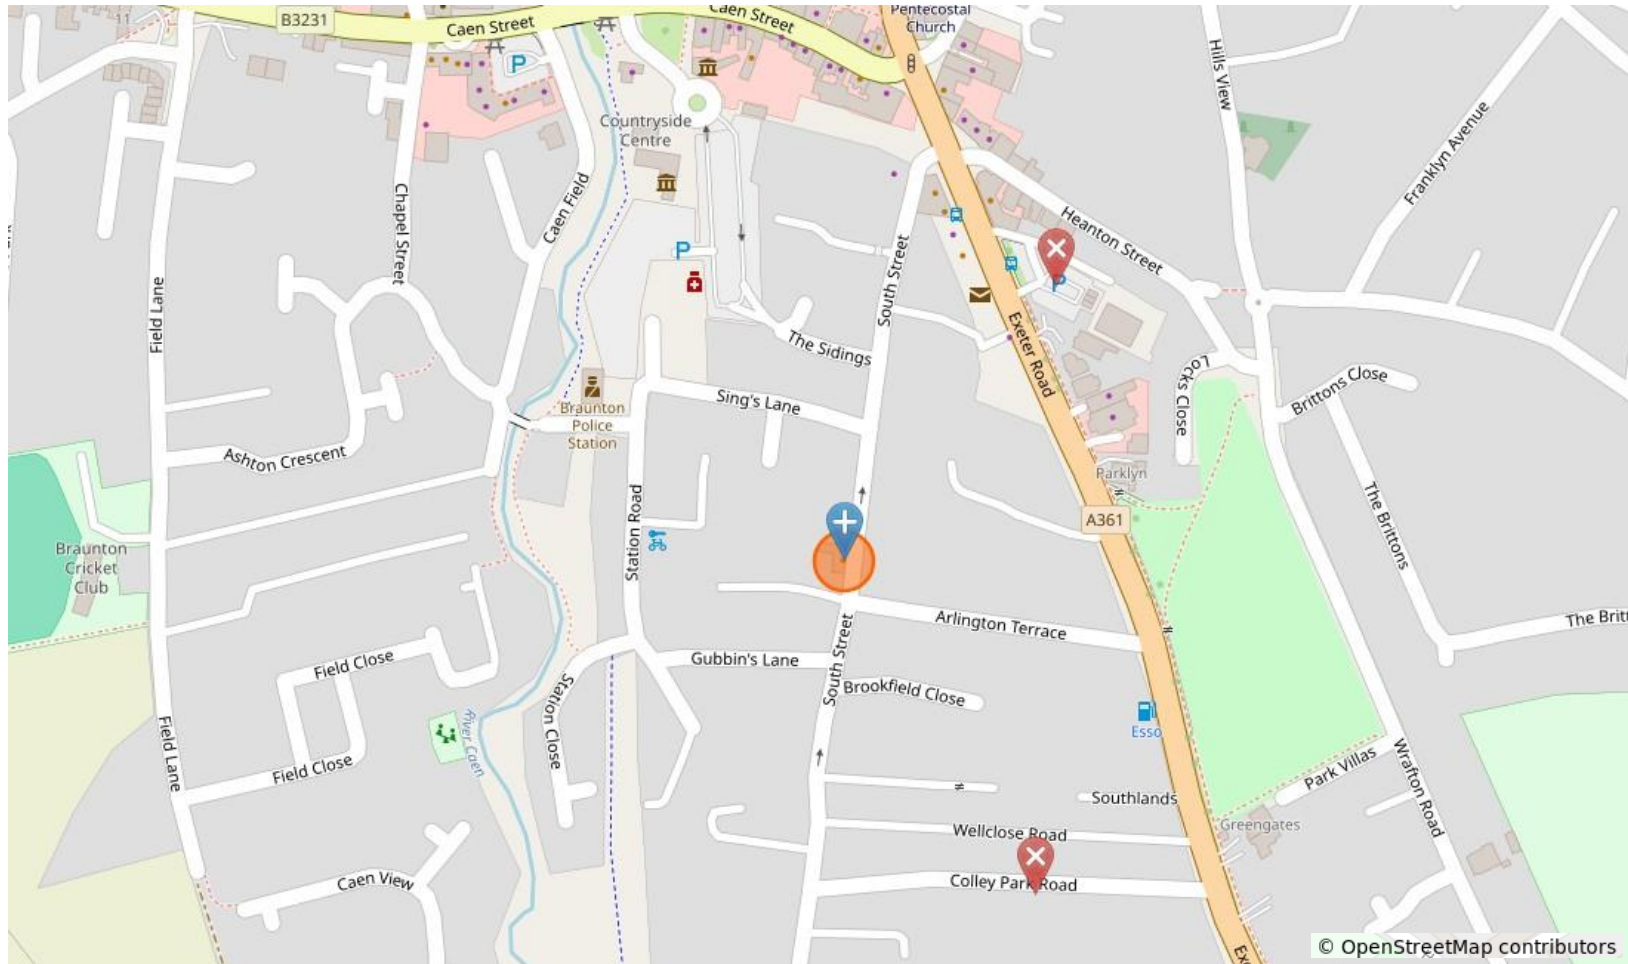 11
B3231
Caen Street
Caen Street
Pentecostal
Church
Hills View
Franklyn Avenue
Countryside
Centre
Chapel Street
Caen Field
Field Lane
South Street
Heanton Street
Exeter Road
The Sidings
Locks Close
Brittons Close
Sing's Lane
Braunton
Police
Station
Ashton Crescent
Parklyn
A361
The Brittons
Station Road
Braunton
Cricket
Club
Arlington Terrace
The Britt
South Street
Gubbin's Lane
Field Close
Brookfield Close
Station Close
River Caen
Esso
Field Lane
Field Close
Park Villas
Wrafton Road
Southlands
Greengates
Wellclose Road
Caen View
Colley Park Road
Exe
© OpenStreetMap contributors